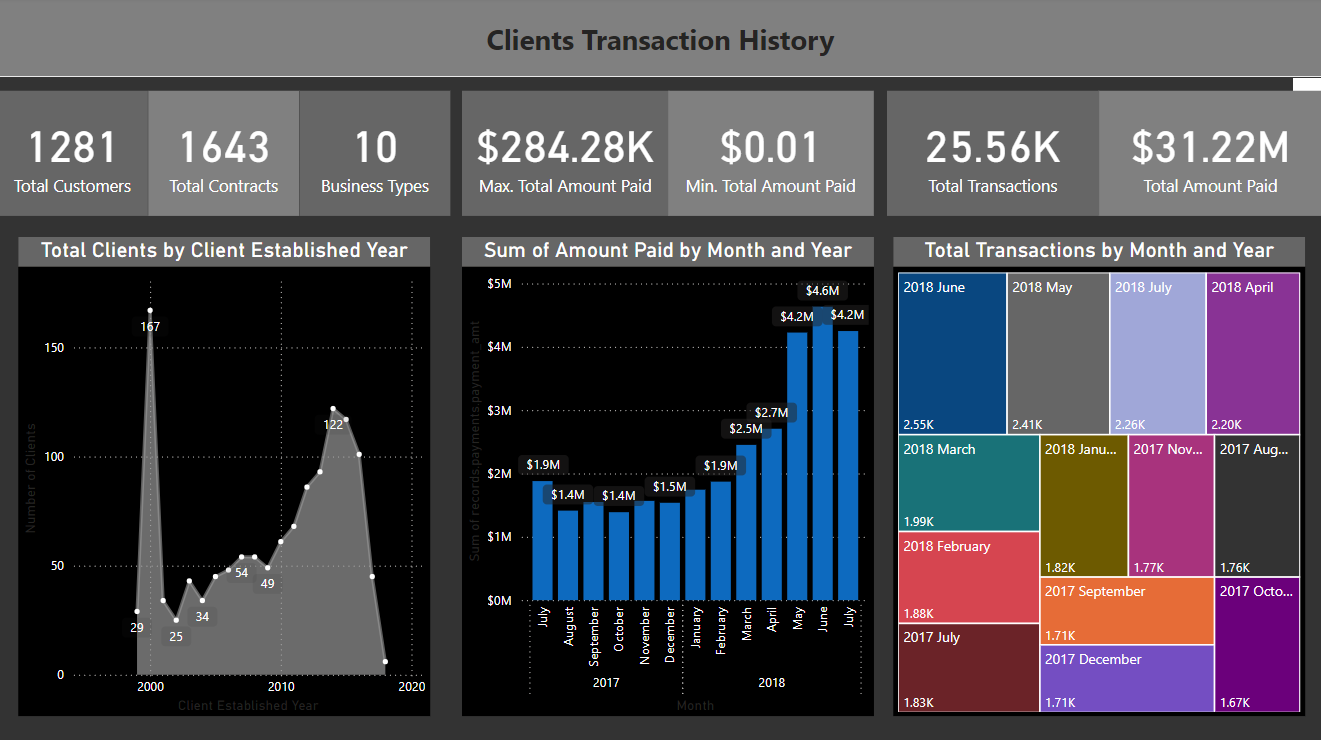 Clients Transaction History
1281
Total Customers
1643
Total Contracts
10
Business Types
$284.28K
Max. Total Amount Paid
$0.01
Min. Total Amount Paid
25.56K
Total Transactions
$31.22M
Total Amount Paid
Total Clients by Client Established Year
Number of Clients
150
100
50
0
167
122
54
49
34
29
25
2000
2010
2020
Client Established Year
Sum of Amount Paid by Month and Year
Sum of records.payments.payment_amt
$5M
$4M
$3M
$2M
$1M
$0M
$1.9M
$1.4M
$1.4M
$1.5M
$1.9M
$2.5M
$2.7M
$4.2M
$4.6M
$4.2M
July
August
September
October
November
December
January
February
March
April
May
June
July
2017
2018
Month
Total Transactions by Month and Year
2018 June
2.55K
2018 May
2.41K
2018 July
2.26K
2018 April
2.20K
2018 March
1.99K
2018 February
1.88K
2017 July
1.83K
2018 Janu...
1.82K
2017 Nov...
1.77K
2017 Aug...
1.76K
2017 September
1.71K
2017 December
1.71K
2017 Octo...
1.67K